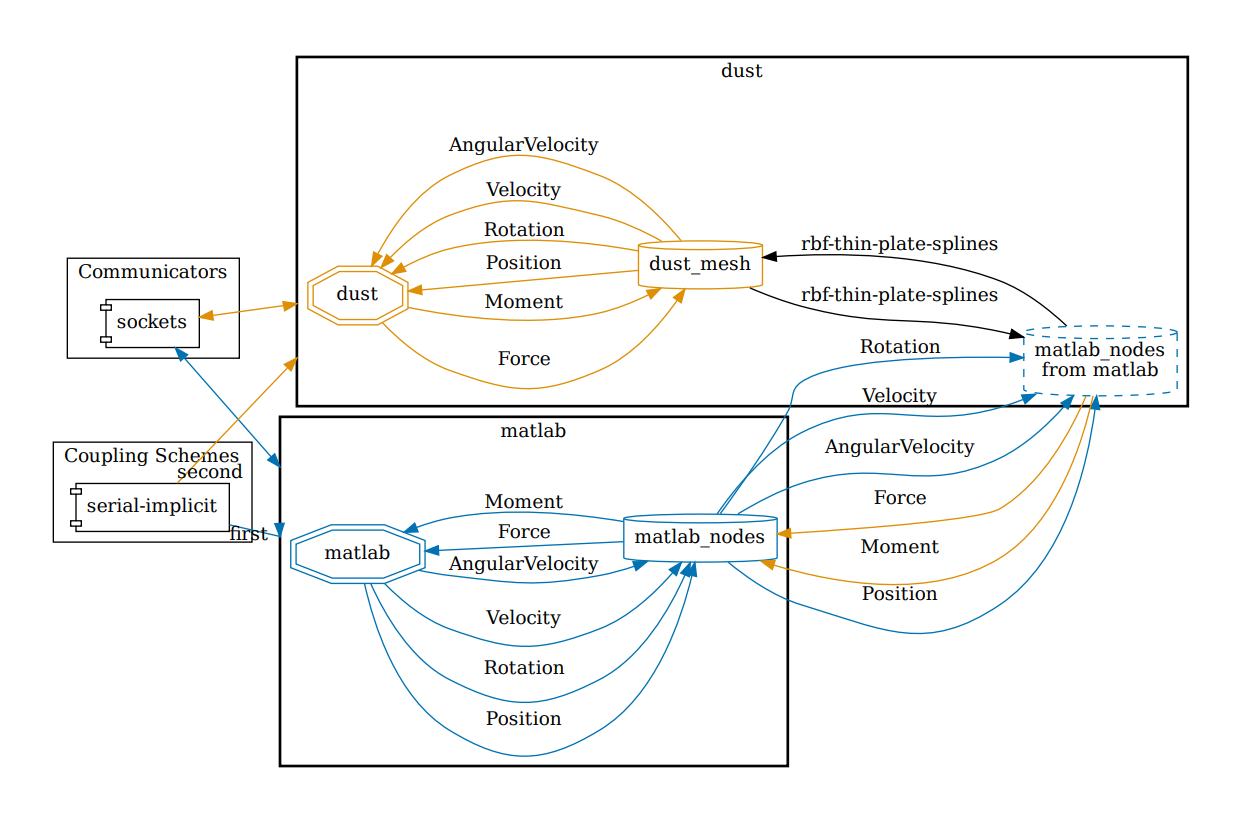 dust
AngularVelocity
Velocity
Rotation
Position
Moment
Force
dust
dust_mesh
rbf-thin-plate-splines
rbf-thin-plate-splines
matlab_nodes
from matlab
Communicators
sockets
Coupling Schemes
second
serial-implicit
first
matlab
Moment
Force
AngularVelocity
Velocity
Rotation
Position
matlab
matlab_nodes
Rotation
Velocity
AngularVelocity
Force
Moment
Position